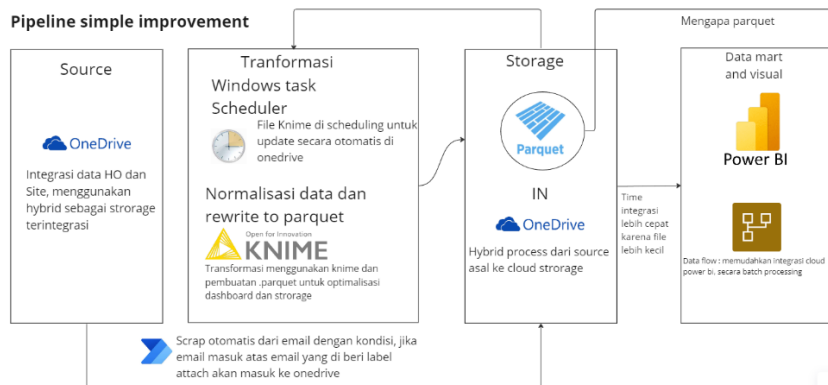 Pipeline simple improvement
Source
OneDrive
Integrasi data HO dan
Site, menggunakan
hybrid sebagai strorage
terintegrasi
Tranformasi
Windows task
Scheduler
File Knime di scheduling untuk
update secara otomatis di
onedrive
Normalisasi data dan
rewrite to parquet
Open for Innovation
KNIME
Transformasi menggunakan knime dan
pembuatan .parquet untuk optimalisasi
dashboard dan strorage
Scrap otomatis dari email dengan kondisi, jika
email masuk atas email yang di beri label
attach akan masuk ke onedrive
Storage
Parquet
IN
OneDrive
Hybrid process dari source
asal ke cloud strorage
Time
integrasi
lebih cepat
karena file
lebih kecil
Mengapa parquet
Data mart
and visual
Power BI
Data flow : memudahkan integrasi cloud
power bi, secara batch processing